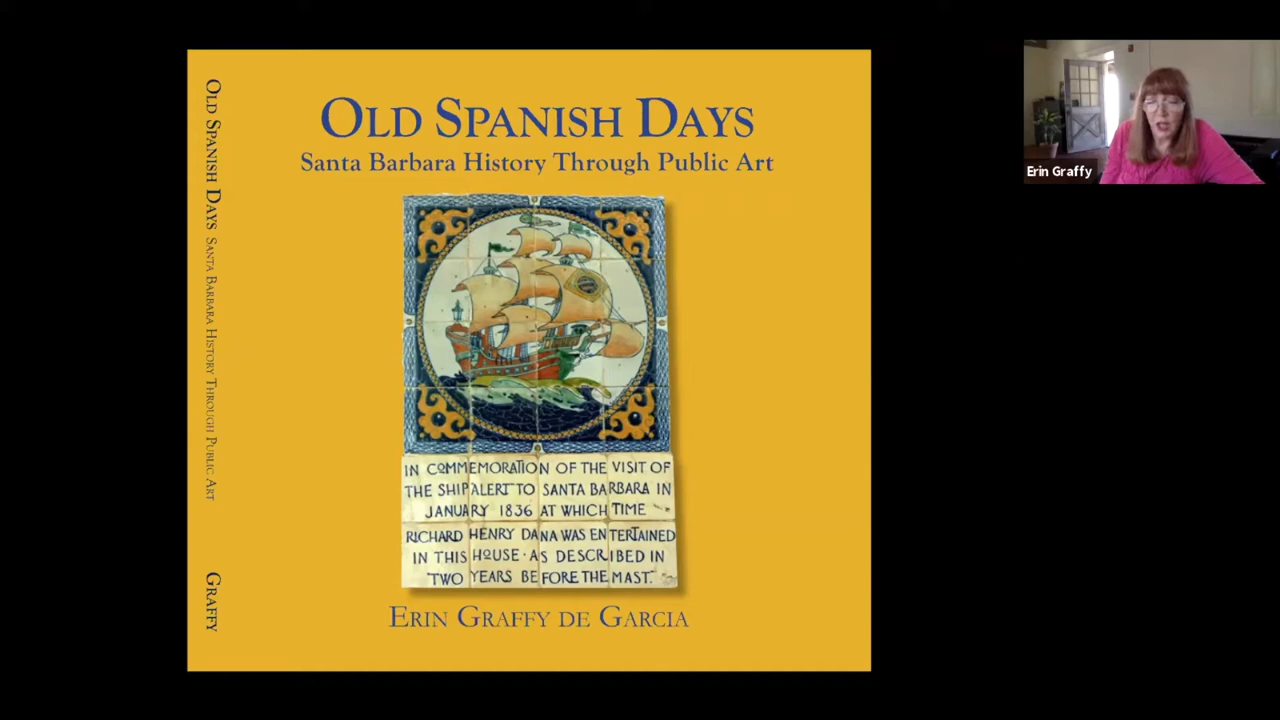 OLD SPANISH DAYS
Santa Barbara History Through Public Art
IN COMMEMORATION OF THE VISIT OF
THE SHIP ALERT TO SANTA BARBARA IN
JANUARY 1836 AT WHICH TIME
RICHARD HENRY DANA WAS ENTERTAINED
IN THIS HOUSE · AS DESCRIBED IN
"TWO YEARS BEFORE THE MAST."
ERIN GRAFFY DE GARCIA
OLD SPANISH DAYS SANTA BARBARA HISTORY THROUGH PUBLIC ART
GRAFFY
Erin Graffy